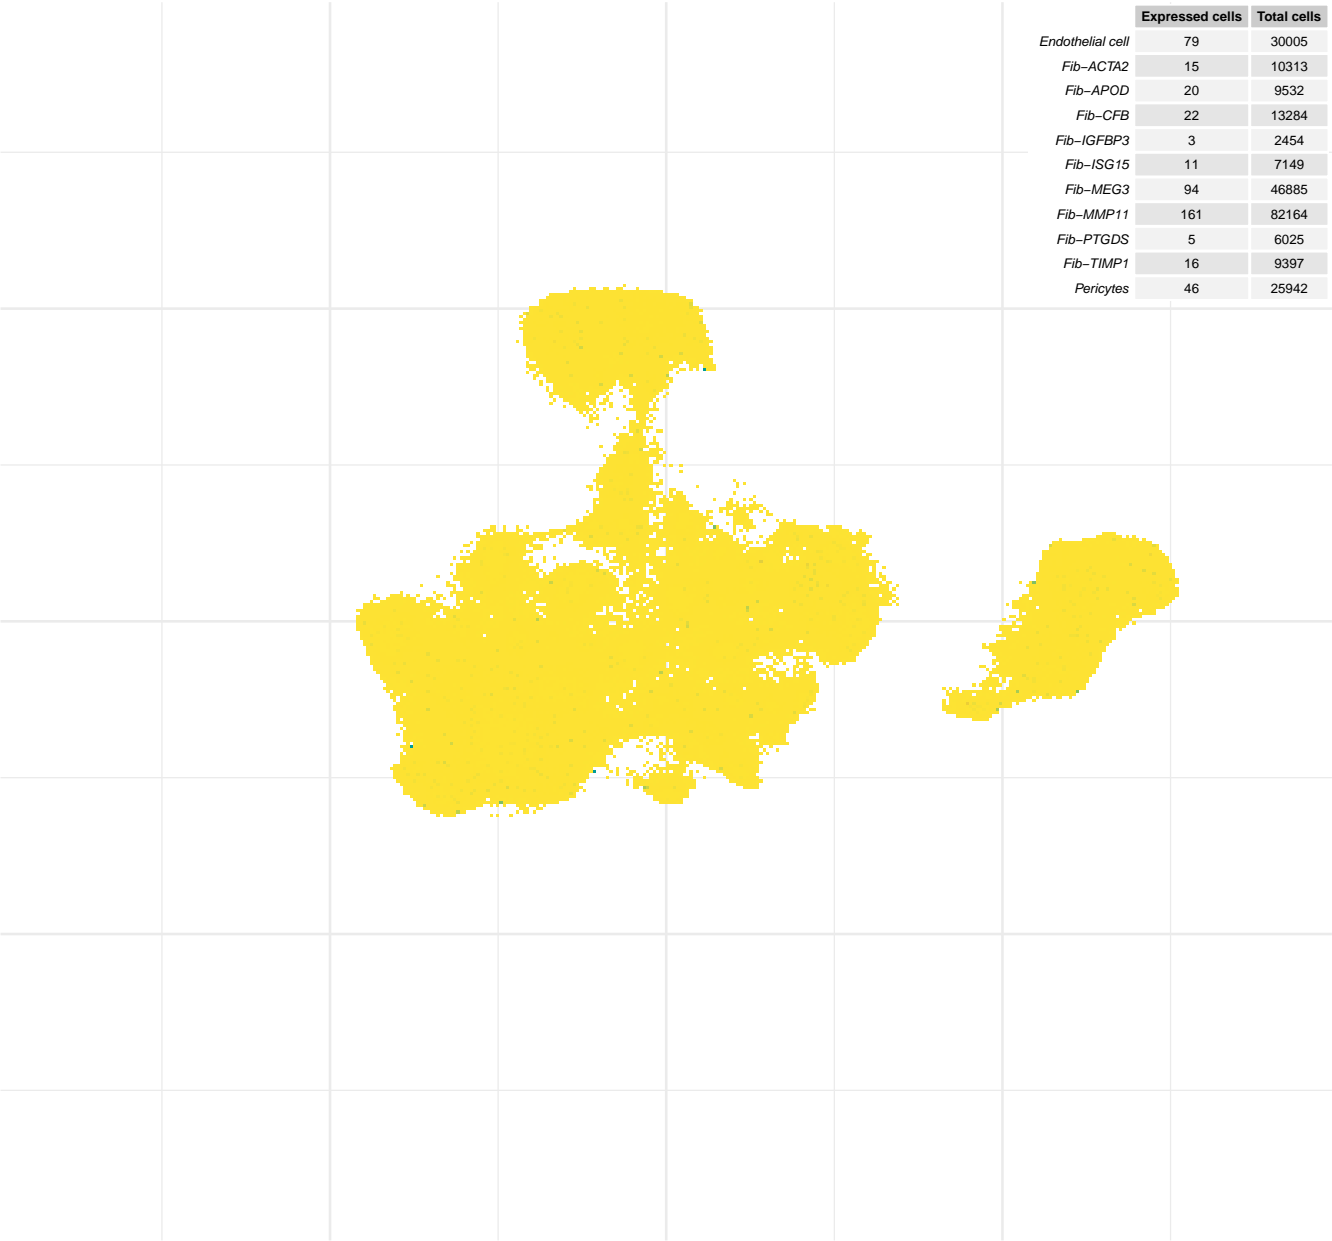 Expressed cells Total cells
Endothelial cell 79 30005
Fib−ACTA2 15 10313
Fib−APOD 20 9532
Fib−CFB 22 13284
Fib−IGFBP3 3 2454
Fib−ISG15 11 7149
Fib−MEG3 94 46885
Fib−MMP11 161 82164
Fib−PTGDS 5 6025
Fib−TIMP1 16 9397
Pericytes 46 25942